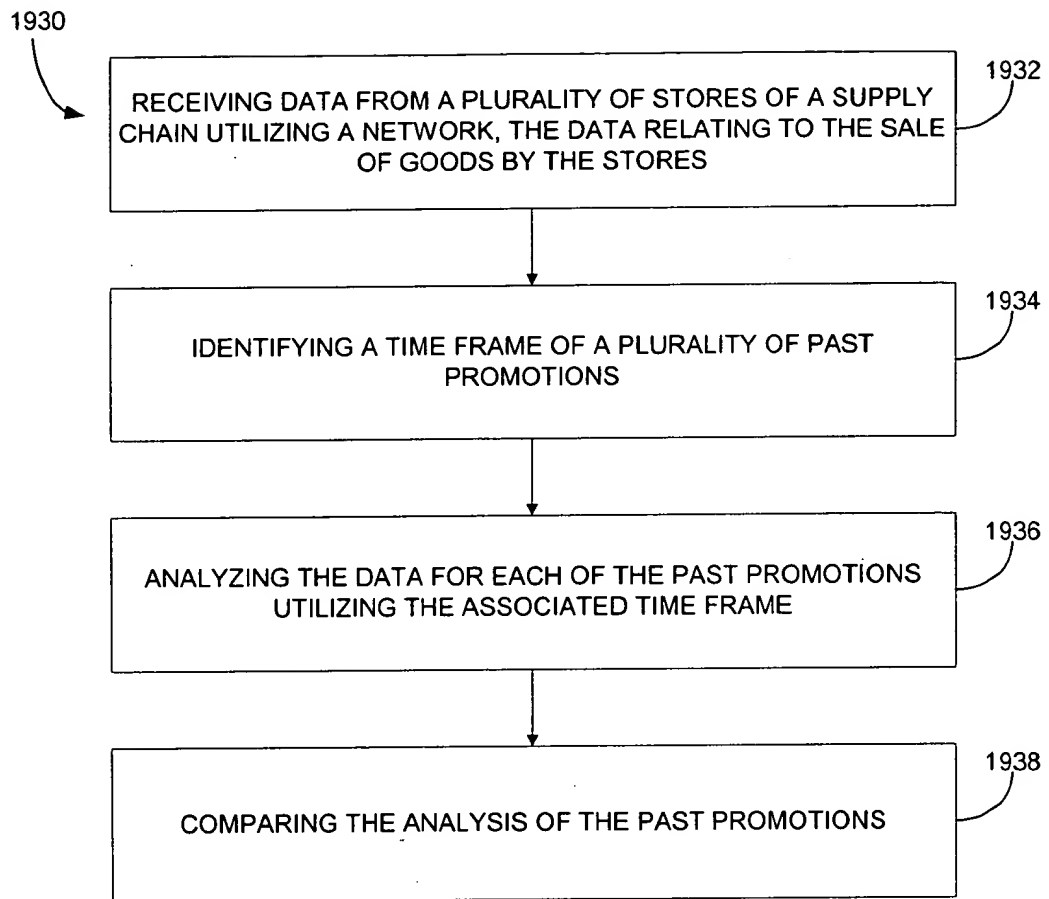 1930
1932
RECEIVING DATA FROM A PLURALITY OF STORES OF A SUPPLY
CHAIN UTILIZING A NETWORK, THE DATA RELATING TO THE SALE
OF GOODS BY THE STORES
1934
IDENTIFYING A TIME FRAME OF A PLURALITY OF PAST
PROMOTIONS
1936
ANALYZING THE DATA FOR EACH OF THE PAST PROMOTIONS
UTILIZING THE ASSOCIATED TIME FRAME
1938
COMPARING THE ANALYSIS OF THE PAST PROMOTIONS